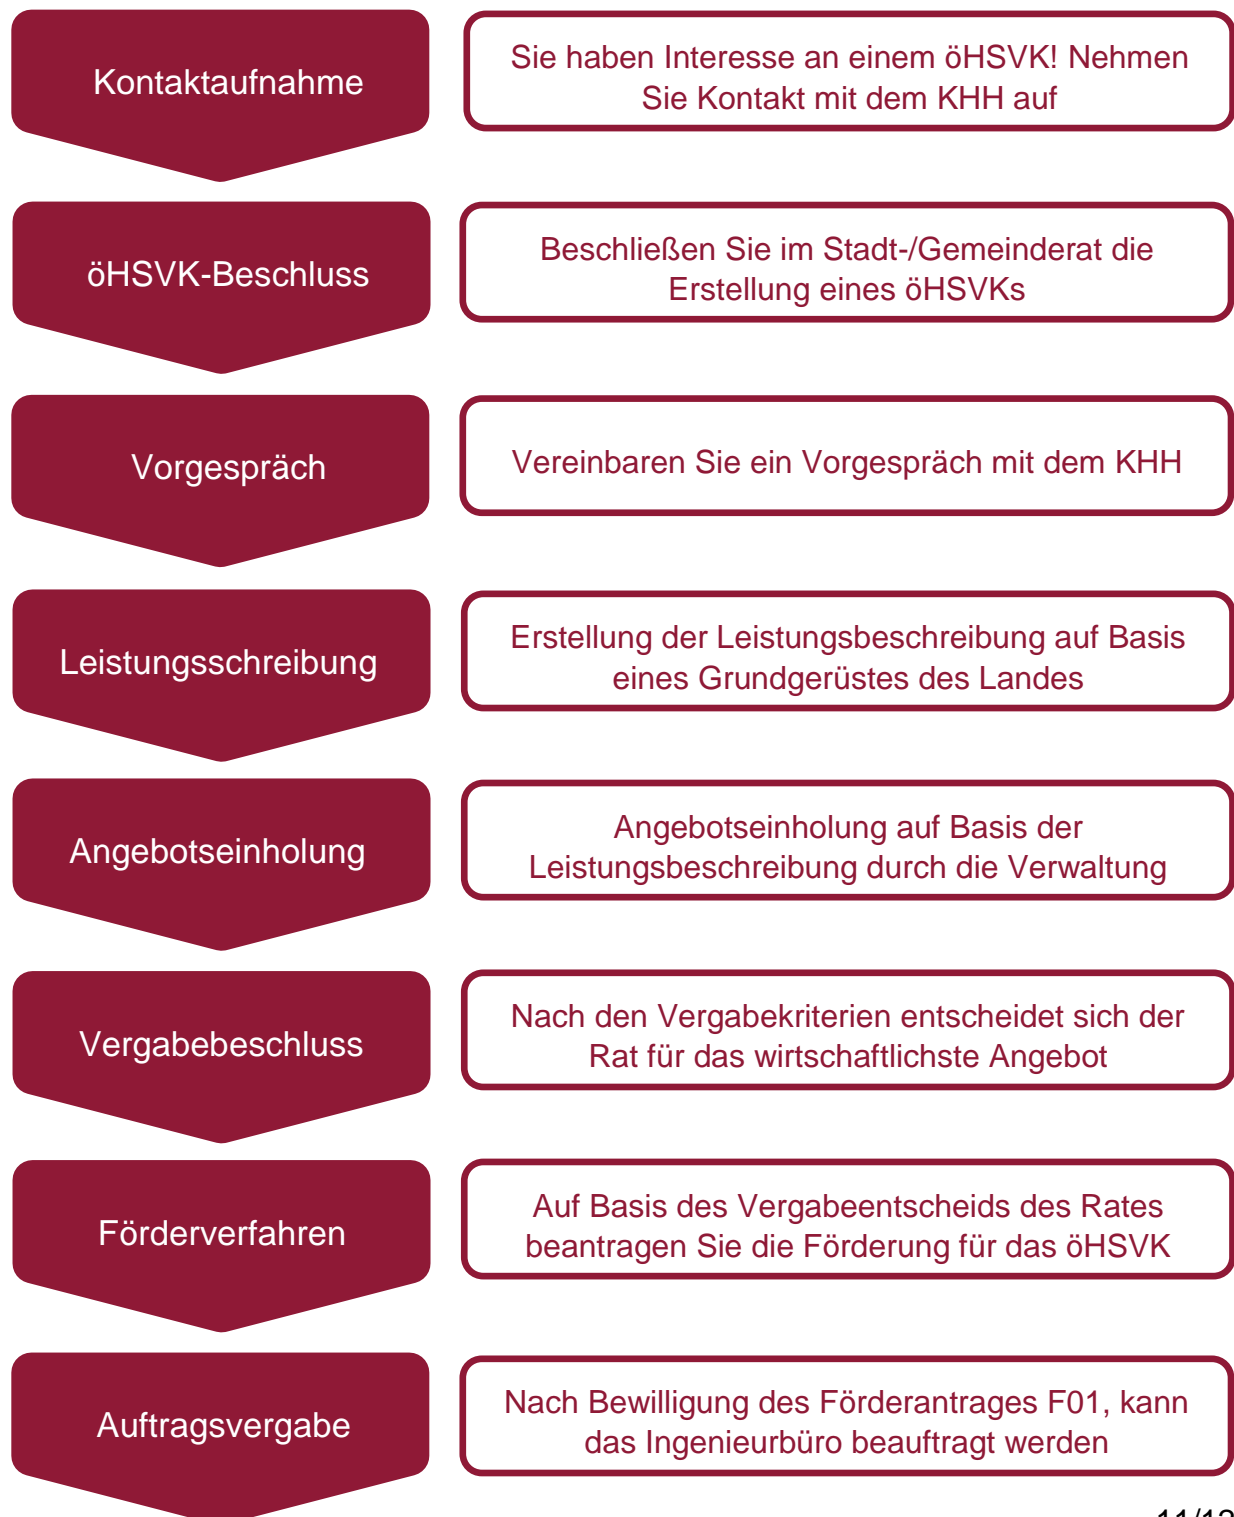 Kontaktaufnahme
Sie haben Interesse an einem öHSVK! Nehmen
Sie Kontakt mit dem KHH auf
öHSVK-Beschluss
Beschließen Sie im Stadt-/Gemeinderat die
Erstellung eines öHSVKs
Vorgespräch
Vereinbaren Sie ein Vorgespräch mit dem KHH
Leistungsschreibung
Erstellung der Leistungsbeschreibung auf Basis
eines Grundgerüstes des Landes
Angebotseinholung
Angebotseinholung auf Basis der
Leistungsbeschreibung durch die Verwaltung
Vergabebeschluss
Nach den Vergabekriterien entscheidet sich der
Rat für das wirtschaftlichste Angebot
Förderverfahren
Auf Basis des Vergabeentscheids des Rates
beantragen Sie die Förderung für das öHSVK
Auftragsvergabe
Nach Bewilligung des Förderantrages F01, kann
das Ingenieurbüro beauftragt werden